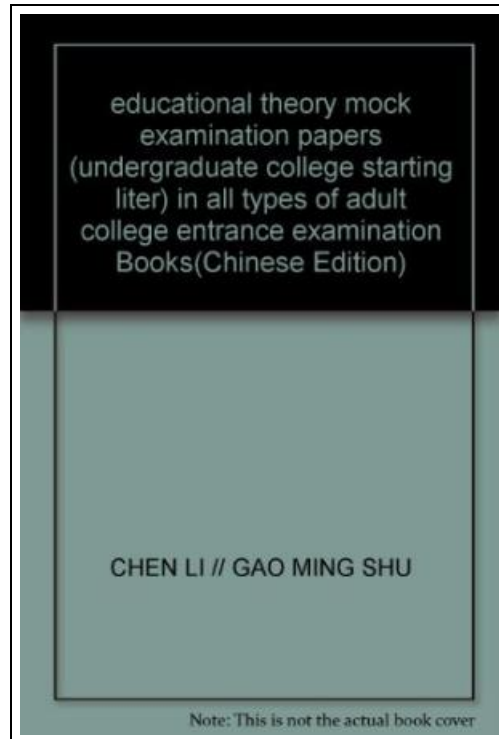 educational theory mock
examination papers
(undergraduate college starting
liter) in all types of adult
college entrance examination
Books(Chinese Edition)
CHEN LI // GAO MING SHU
Note: This is not the actual book cover